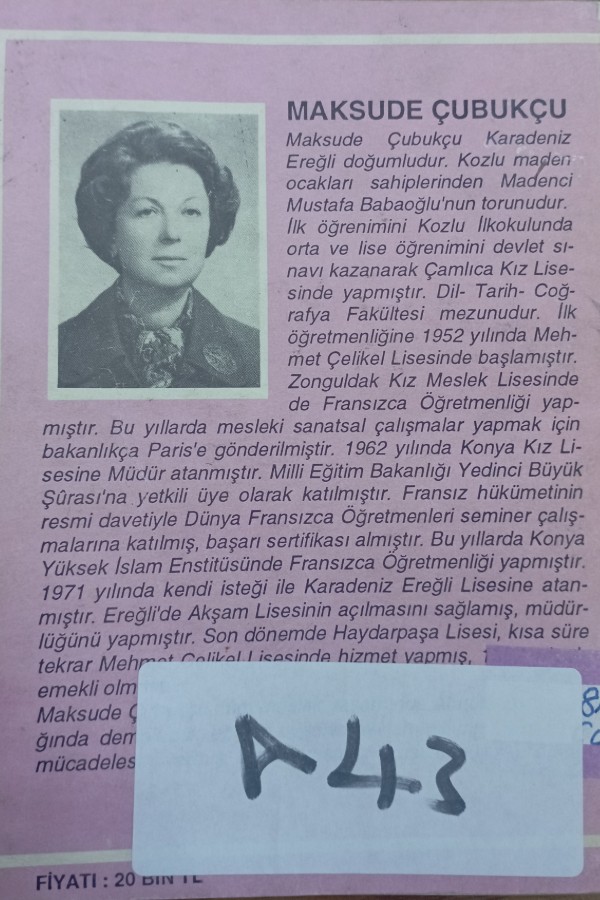 MAKSUDE ÇUBUKÇU
Maksude Çubukçu Karadeniz
Ereğli doğumludur. Kozlu maden
ocakları sahiplerinden Madenci
Mustafa Babaoğlu'nun torunudur.
İlk öğrenimini Kozlu İlkokulunda
orta ve lise öğrenimini devlet sı-
navı kazanarak Çamlıca Kız Lise-
sinde yapmıştır. Dil- Tarih- Coğ-
rafya Fakültesi mezunudur. İlk
öğretmenliğine 1952 yılında Meh-
met Çelikel Lisesinde başlamıştır.
Zonguldak Kız Meslek Lisesinde
de Fransızca Öğretmenliği yap-
mıştır. Bu yıllarda mesleki sanatsal çalışmalar yapmak için
bakanlıkça Paris'e gönderilmiştir. 1962 yılında Konya Kız Li-
sesine Müdür atanmıştır. Milli Eğitim Bakanlığı Yedinci Büyük
Şûrası'na yetkili üye olarak katılmıştır. Fransız hükümetinin
resmi davetiyle Dünya Fransızca Öğretmenleri seminer çalış-
malarına katılmış, başarı sertifikası almıştır. Bu yıllarda Konya
Yüksek İslam Enstitüsünde Fransızca Öğretmenliği yapmıştır.
1971 yılında kendi isteği ile Karadeniz Ereğli Lisesine atan-
mıştır. Ereğli'de Akşam Lisesinin açılmasını sağlamış, müdür-
lüğünü yapmıştır. Son dönemde Haydarpaşa Lisesi, kısa süre
tekrar Mehmet Çelikel Lisesinde hizmet yapmış,
emekli
Maksude
ğında
A43
FİYATI : 20 BİN TL